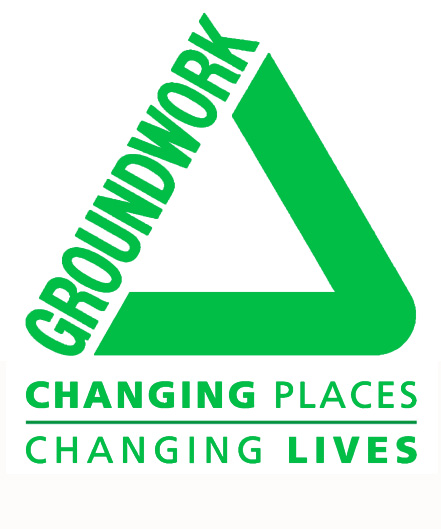 GROUNDWORK
CHANGING PLACES
CHANGING LIVES